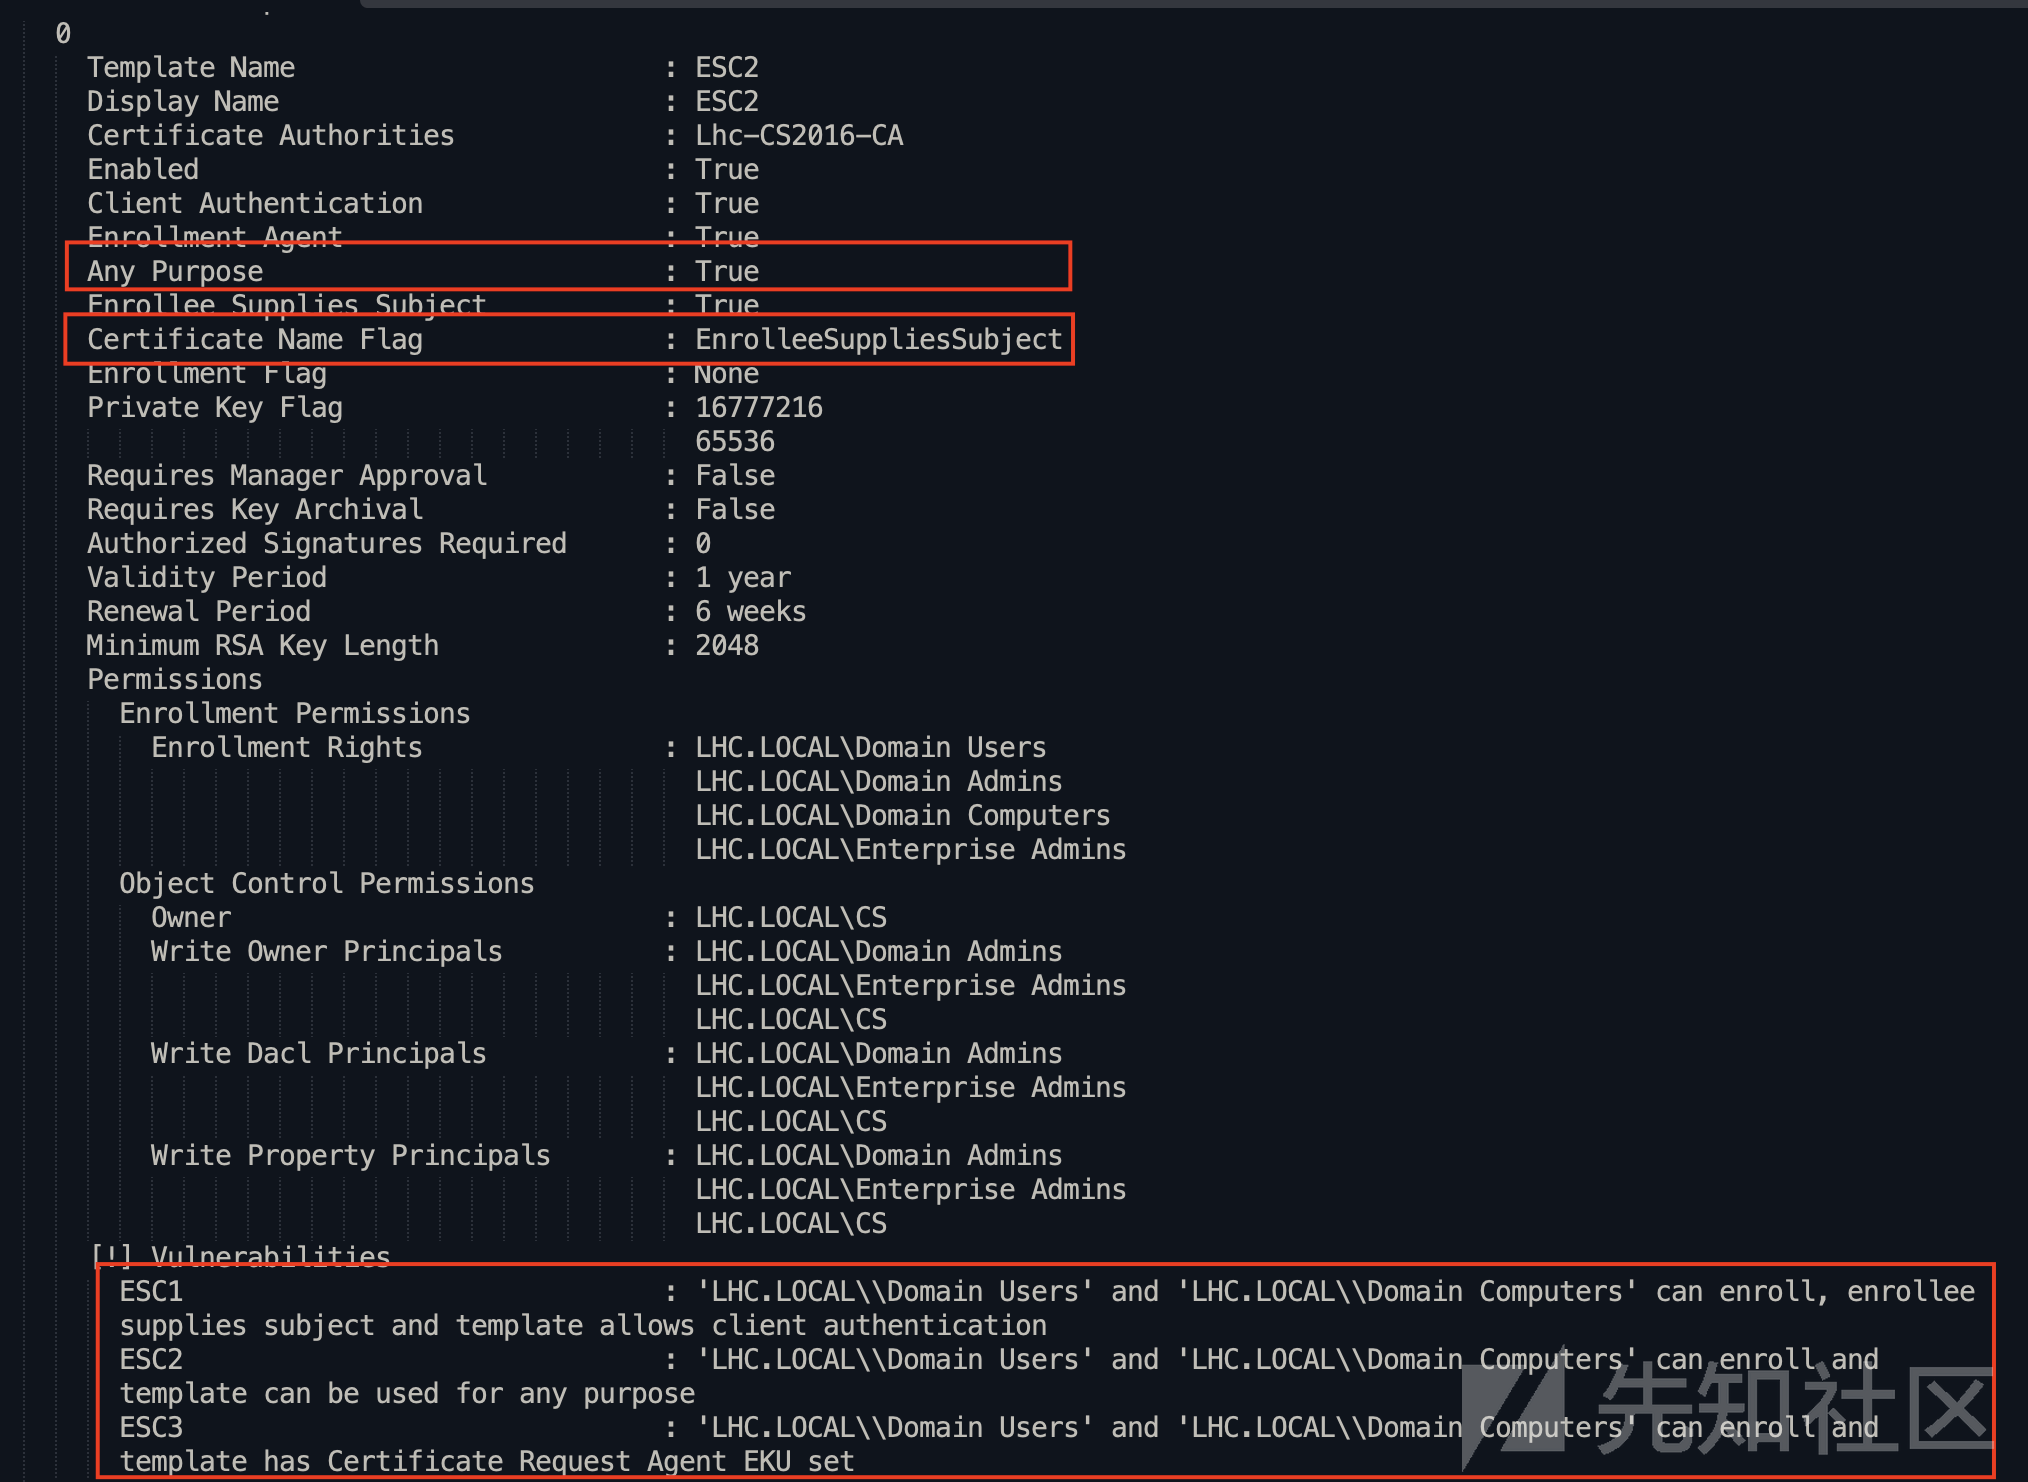 0
Template Name : ESC2
Display Name : ESC2
Certificate Authorities : Lhc-CS2016-CA
Enabled : True
Client Authentication : True
Enrollment Agent : True
Any Purpose : True
Enrollee Supplies Subject : True
Certificate Name Flag : EnrolleeSuppliesSubject
Enrollment Flag : None
Private Key Flag : 16777216
65536
Requires Manager Approval : False
Requires Key Archival : False
Authorized Signatures Required : 0
Validity Period : 1 year
Renewal Period : 6 weeks
Minimum RSA Key Length : 2048
Permissions
Enrollment Permissions
Enrollment Rights : LHC.LOCAL\Domain Users
LHC.LOCAL\Domain Admins
LHC.LOCAL\Domain Computers
LHC.LOCAL\Enterprise Admins
Object Control Permissions
Owner : LHC.LOCAL\CS
Write Owner Principals : LHC.LOCAL\Domain Admins
LHC.LOCAL\Enterprise Admins
LHC.LOCAL\CS
Write Dacl Principals : LHC.LOCAL\Domain Admins
LHC.LOCAL\Enterprise Admins
LHC.LOCAL\CS
Write Property Principals : LHC.LOCAL\Domain Admins
LHC.LOCAL\Enterprise Admins
LHC.LOCAL\CS
[!] Vulnerabilities
ESC1 : 'LHC.LOCAL\\Domain Users' and 'LHC.LOCAL\\Domain Computers' can enroll, enrollee
supplies subject and template allows client authentication
ESC2 : 'LHC.LOCAL\\Domain Users' and 'LHC.LOCAL\\Domain Computers' can enroll and
template can be used for any purpose
ESC3 : 'LHC.LOCAL\\Domain Users' and 'LHC.LOCAL\\Domain Computers' can enroll and
template has Certificate Request Agent EKU set
先知社区